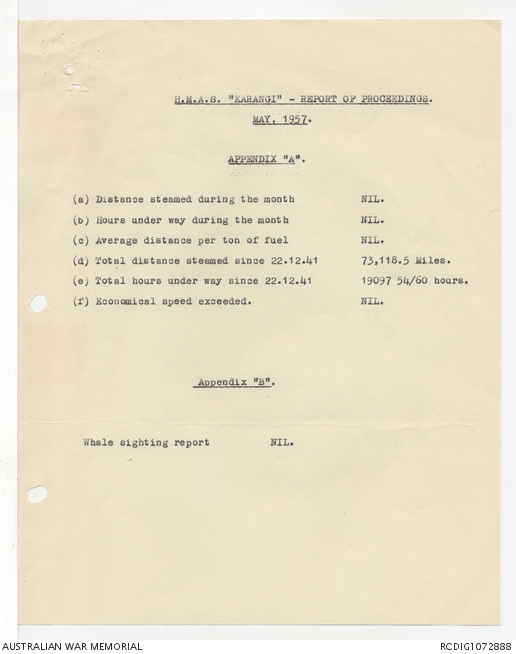 H.M.A.S. "KARANGI" - REPORT OF PROCEEDINGS.
MAY, 1957.
APPENDIX "A".
(a) Distance steamed during the month NIL.
(b) Hours under way during the month NIL.
(c) Average distance per ton of fuel NIL.
(d) Total distance steamed since 22.12.41 73,118.5 Miles.
(e) Total hours under way since 22.12.41 19097 54/60 hours.
(f) Economical speed exceeded. NIL.
Appendix "B".
Whale sighting report NIL.
AUSTRALIAN WAR MEMORIAL RCDIG1072888